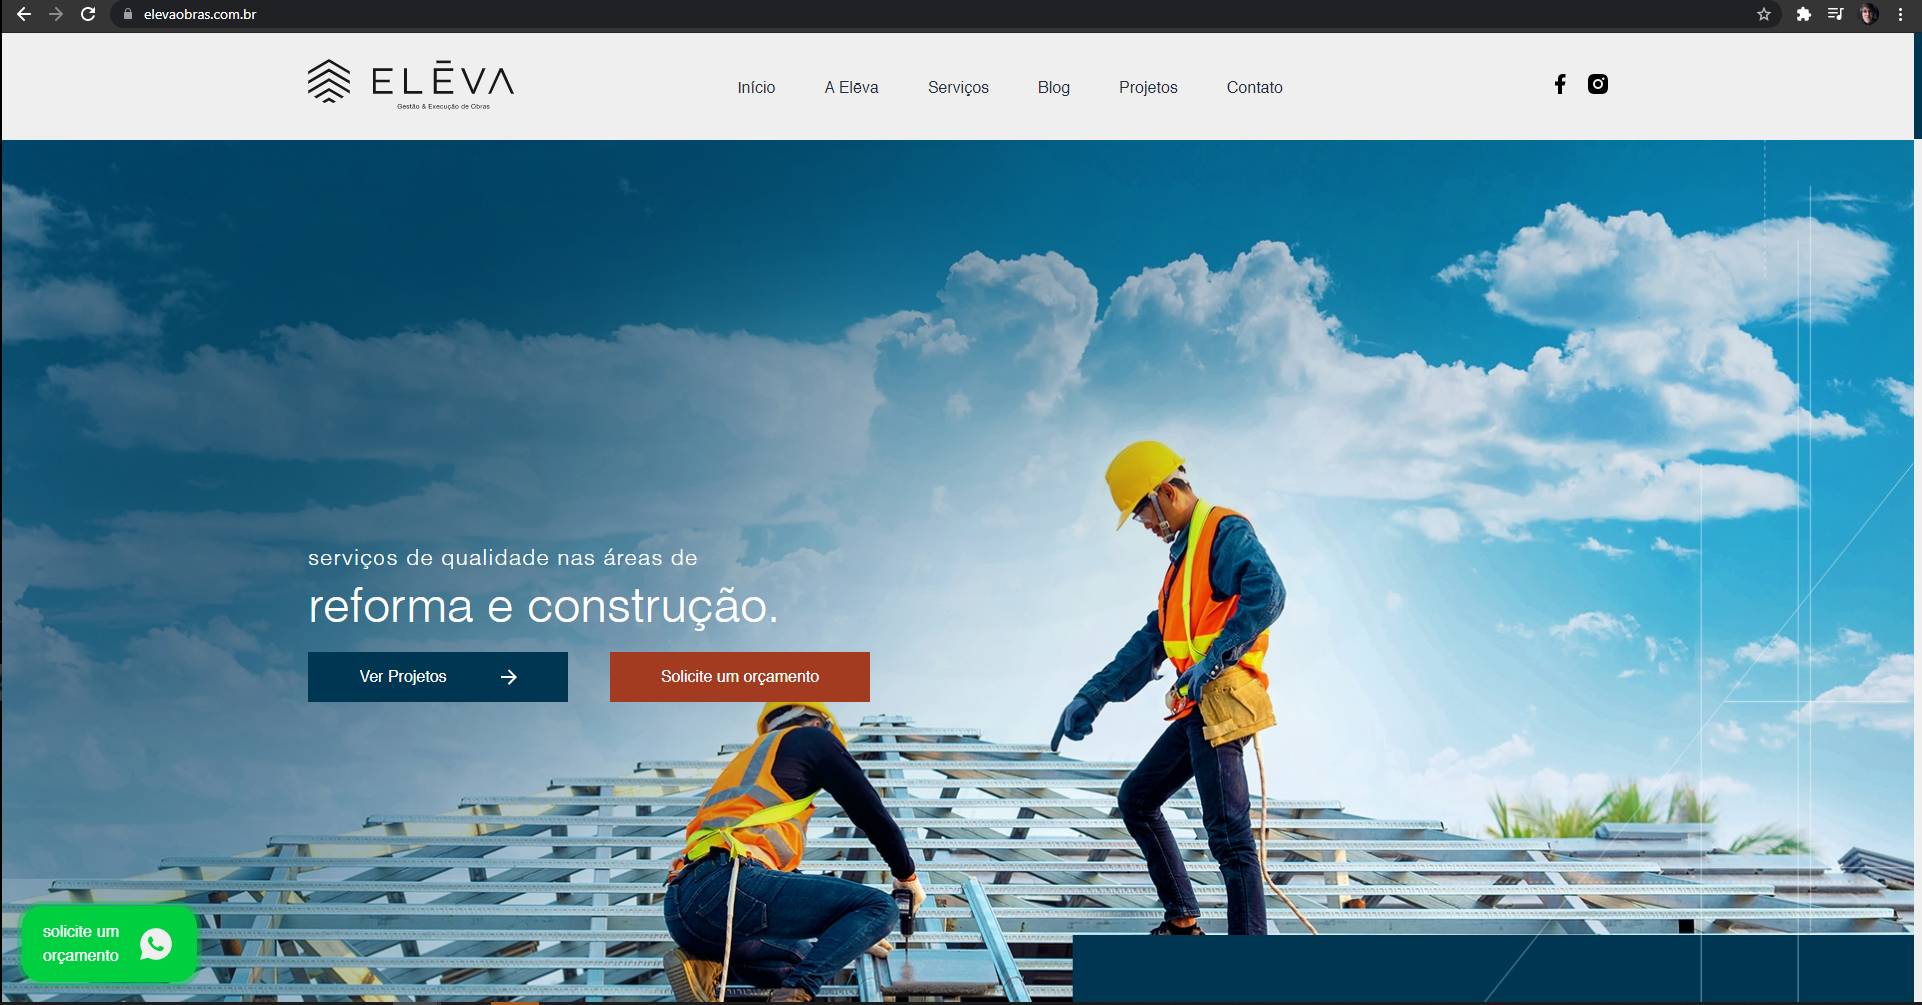 elevaobras.com.br
ELĒVA
Gestão & Execução de Obras
Início
A Elēva
Serviços
Blog
Projetos
Contato
serviços de qualidade nas áreas de
reforma e construção.
Ver Projetos
Solicite um orçamento
solicite um
orçamento